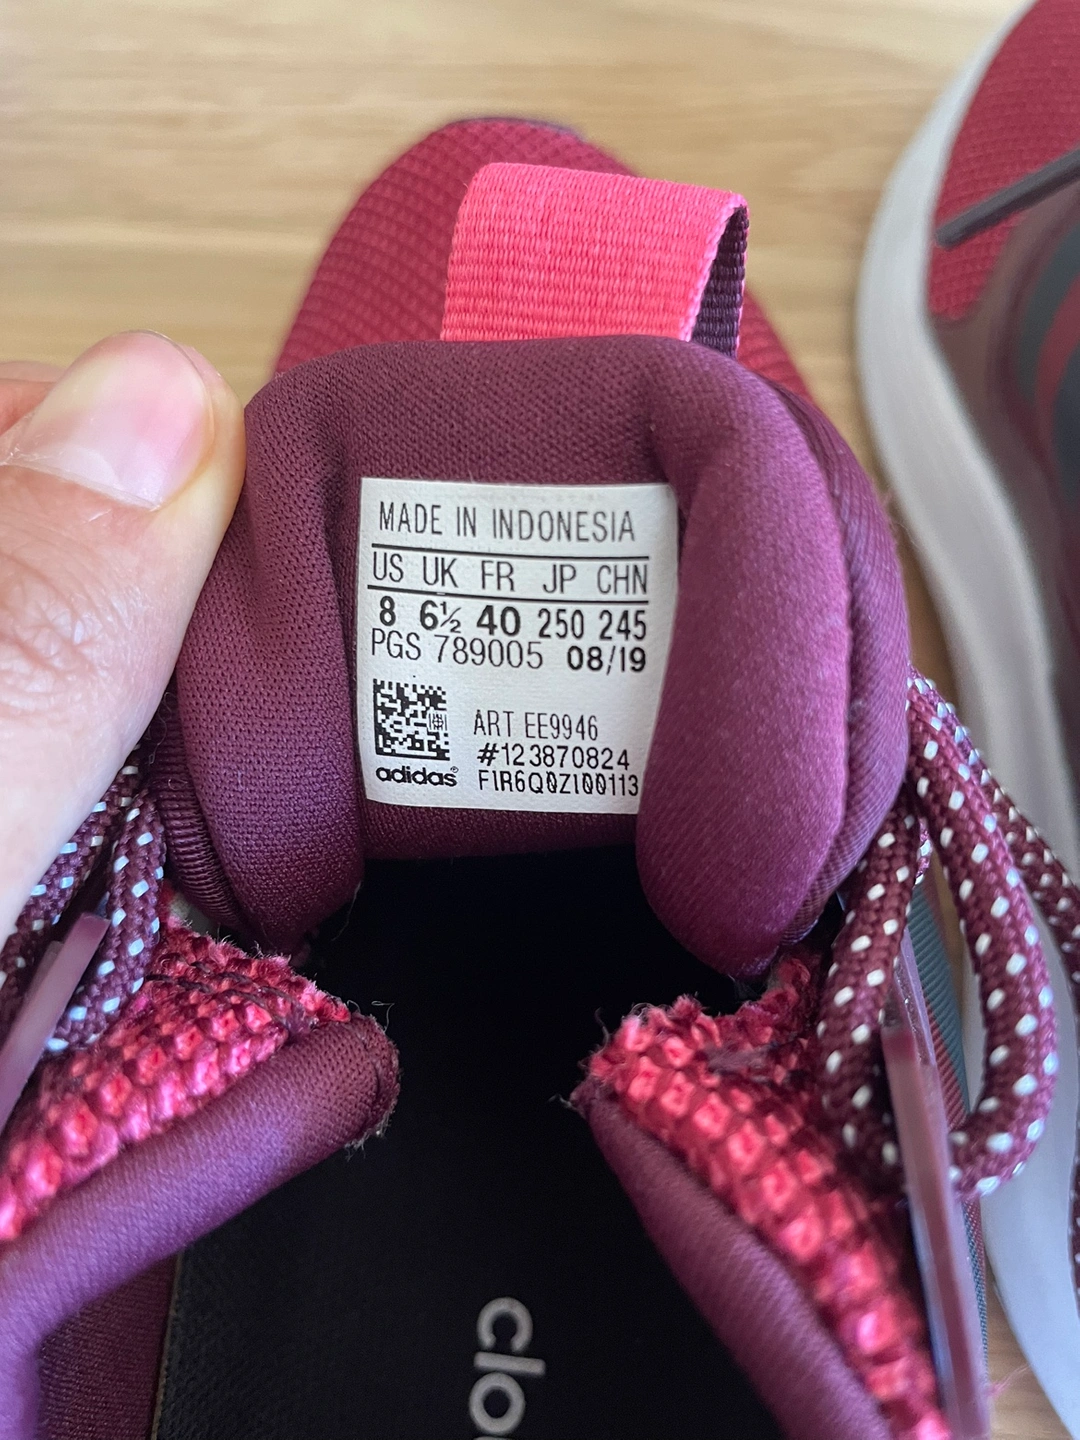 MADE IN INDONESIA
US UK FR JP CHN
8 6½ 40 250 245
PGS 789005 08/19
ART EE9946
#123870824
adidas®
F1R6Q0Z100113
clo